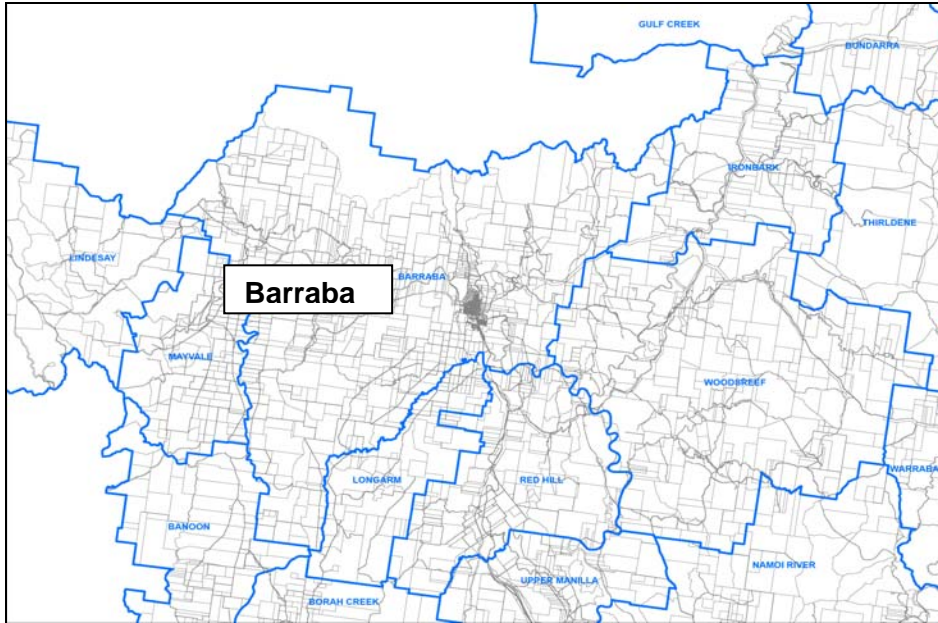 GULF CREEK
BUNDARRA
IRONBARK
THIRLDENE
LINDESAY
BARRABA
Barraba
MAYVALE
WOODSREEF
WARRABAH
LONGARM
RED HILL
BANOON
NAMOI RIVER
UPPER MANILLA
BORAH CREEK